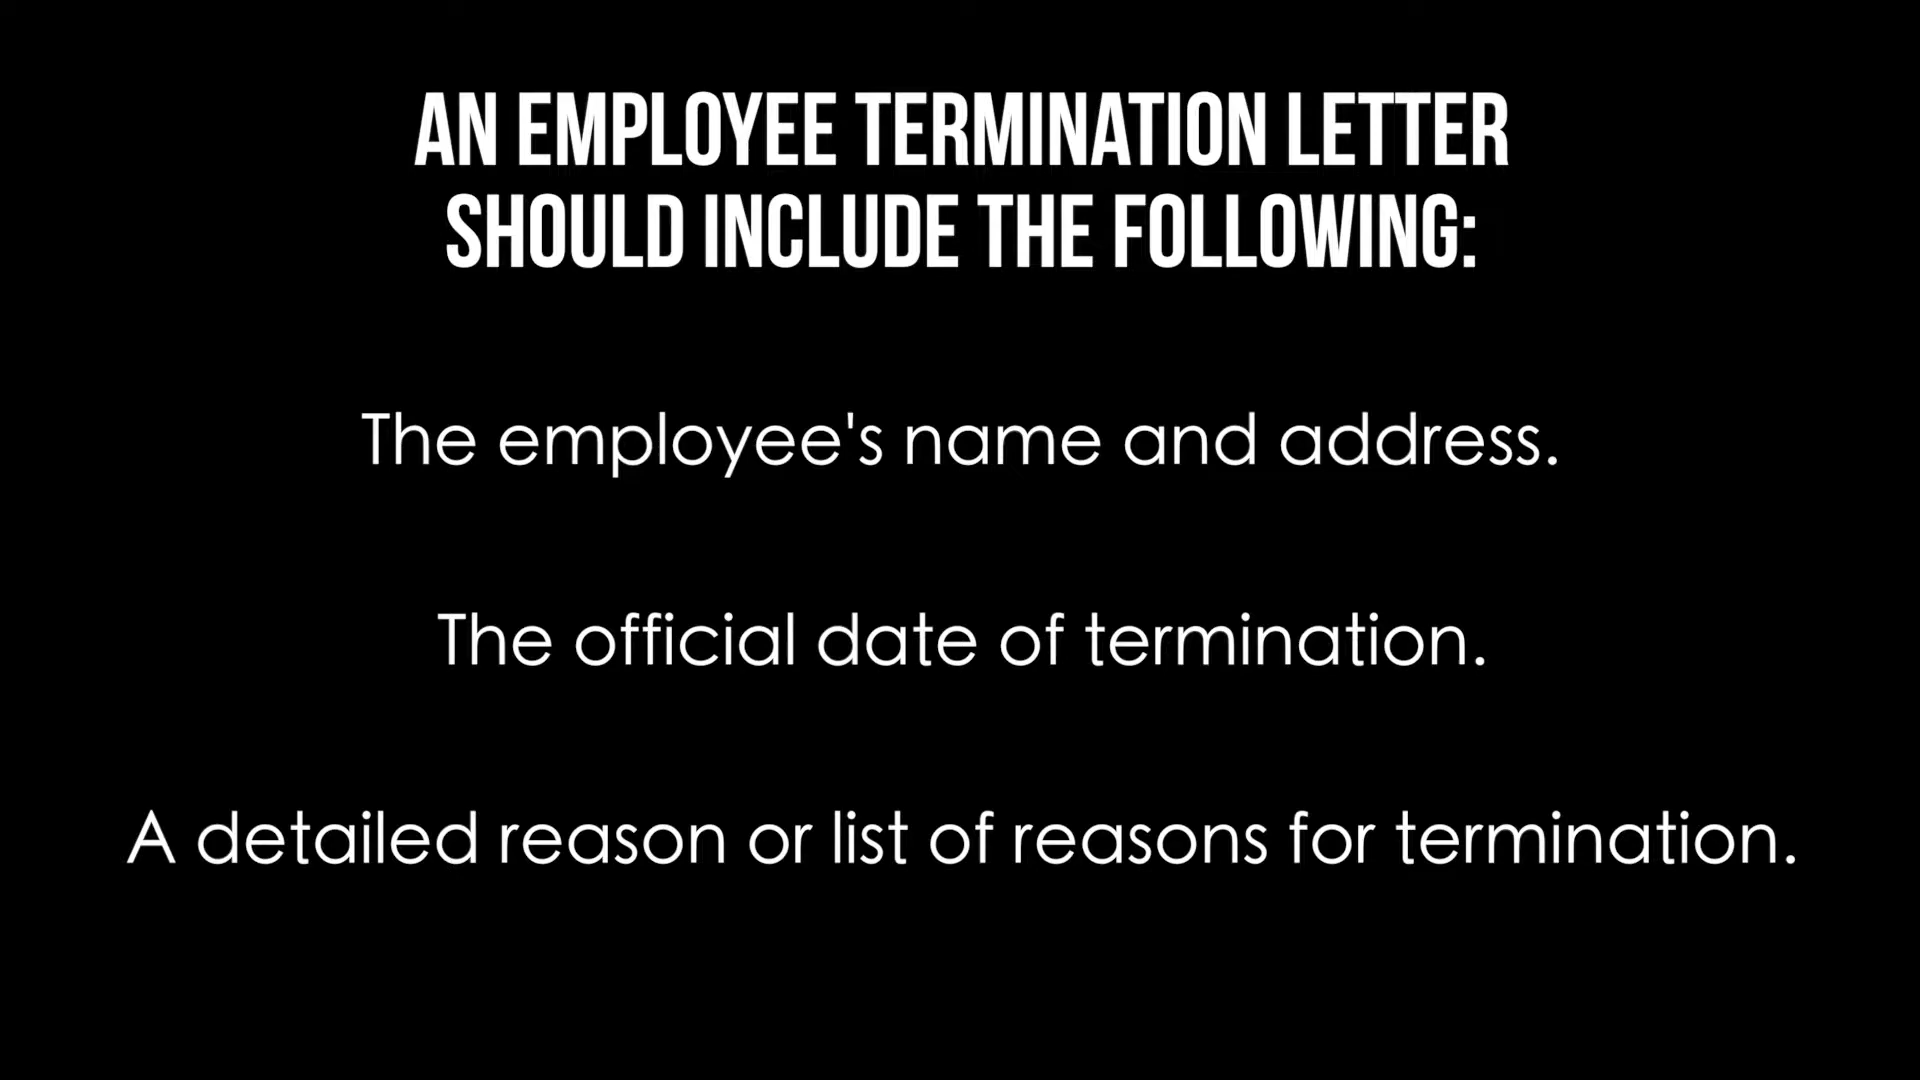 AN EMPLOYEE TERMINATION LETTER
SHOULD INCLUDE THE FOLLOWING:
The employee's name and address.
The official date of termination.
A detailed reason or list of reasons for termination.